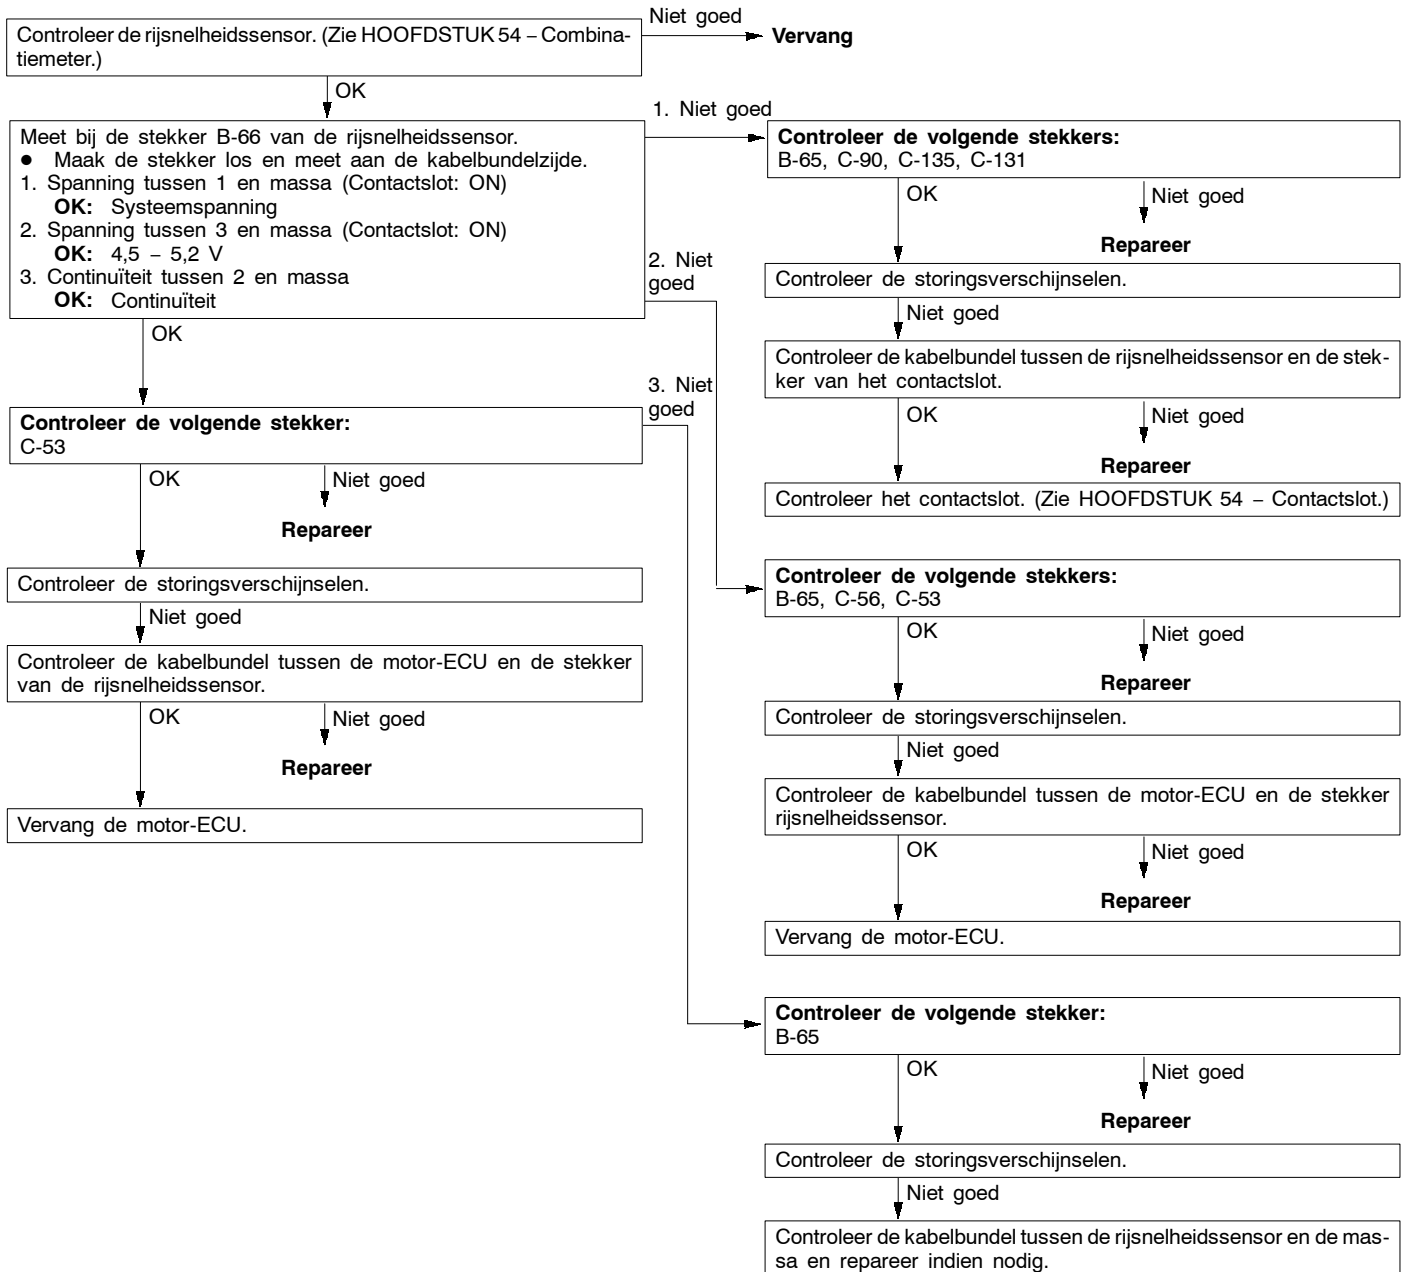 Controleer de rijsnelheidssensor. (Zie HOOFDSTUK 54 – Combina-
tiemeter.)
Niet goed
Vervang
OK
Meet bij de stekker B-66 van de rijsnelheidssensor.
● Maak de stekker los en meet aan de kabelbundelzijde.
1. Spanning tussen 1 en massa (Contactslot: ON)
OK: Systeemspanning
2. Spanning tussen 3 en massa (Contactslot: ON)
OK: 4,5 – 5,2 V
3. Continuïteit tussen 2 en massa
OK: Continuïteit
OK
Controleer de volgende stekker:
C-53
OK
Niet goed
Repareer
Controleer de storingsverschijnselen.
Niet goed
Controleer de kabelbundel tussen de motor-ECU en de stekker
van de rijsnelheidssensor.
OK
Niet goed
Repareer
Vervang de motor-ECU.
1. Niet goed
Controleer de volgende stekkers:
B-65, C-90, C-135, C-131
OK
Niet goed
Repareer
Controleer de storingsverschijnselen.
Niet goed
Controleer de kabelbundel tussen de rijsnelheidssensor en de stek-
ker van het contactslot.
OK
Niet goed
Repareer
Controleer het contactslot. (Zie HOOFDSTUK 54 – Contactslot.)
2. Niet
goed
Controleer de volgende stekkers:
B-65, C-56, C-53
OK
Niet goed
Repareer
Controleer de storingsverschijnselen.
Niet goed
Controleer de kabelbundel tussen de motor-ECU en de stekker
rijsnelheidssensor.
OK
Niet goed
Repareer
Vervang de motor-ECU.
3. Niet
goed
Controleer de volgende stekker:
B-65
OK
Niet goed
Repareer
Controleer de storingsverschijnselen.
Niet goed
Controleer de kabelbundel tussen de rijsnelheidssensor en de mas-
sa en repareer indien nodig.